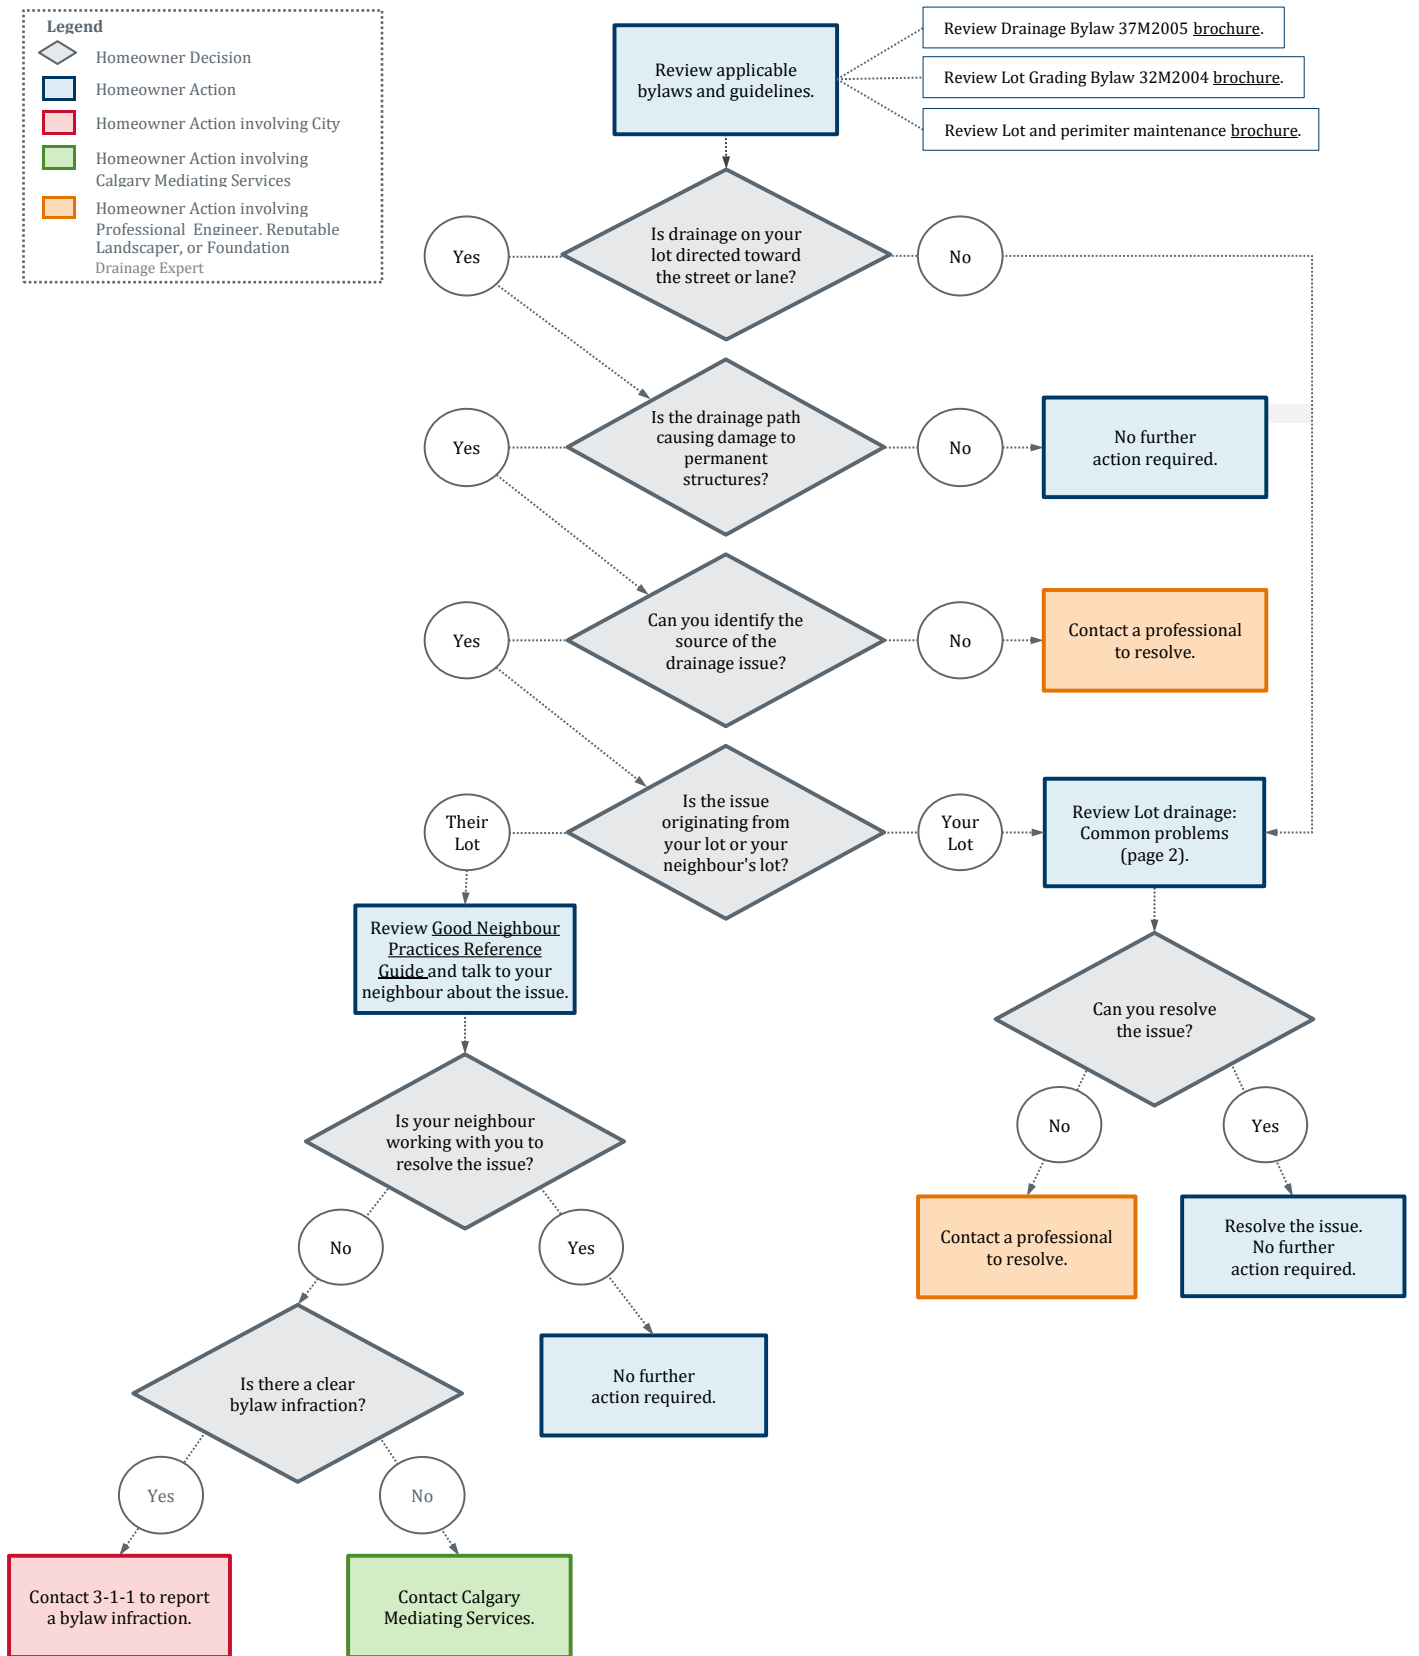 Legend
Homeowner Decision
Homeowner Action
Homeowner Action involving City
Homeowner Action involving
Calgary Mediating Services
Homeowner Action involving
Professional Engineer, Reputable
Landscaper, or Foundation
Drainage Expert
Review applicable
bylaws and guidelines.
Review Drainage Bylaw 37M2005 brochure.
Review Lot Grading Bylaw 32M2004 brochure.
Review Lot and perimiter maintenance brochure.
Is drainage on your
lot directed toward
the street or lane?
Yes
No
Is the drainage path
causing damage to
permanent
structures?
Yes
No
No further
action required.
Can you identify the
source of the
drainage issue?
Yes
No
Contact a professional
to resolve.
Is the issue
originating from
your lot or your
neighbour's lot?
Their
Lot
Your
Lot
Review Lot drainage:
Common problems
(page 2).
Review Good Neighbour
Practices Reference
Guide and talk to your
neighbour about the issue.
Can you resolve
the issue?
No
Yes
Contact a professional
to resolve.
Resolve the issue.
No further
action required.
Is your neighbour
working with you to
resolve the issue?
No
Yes
No further
action required.
Is there a clear
bylaw infraction?
Yes
No
Contact 3-1-1 to report
a bylaw infraction.
Contact Calgary
Mediating Services.